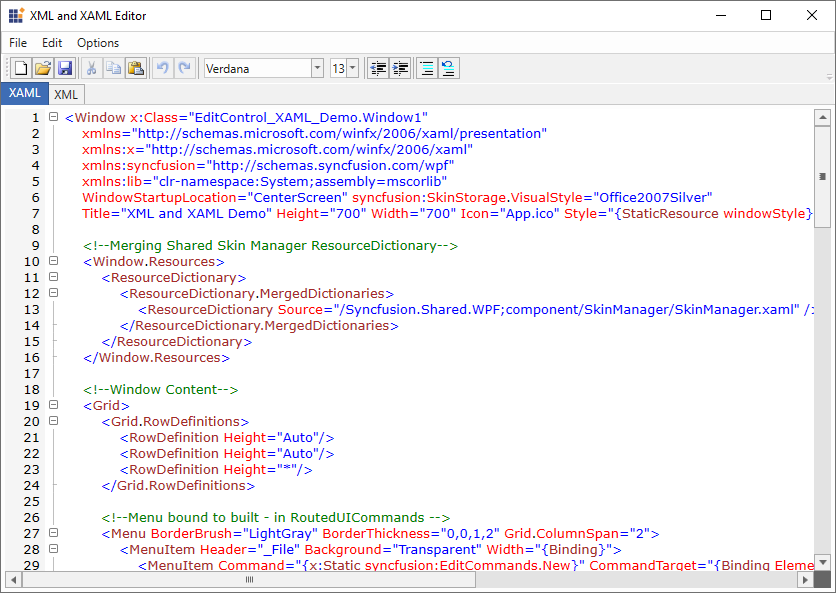 XML and XAML Editor
File Edit Options
Verdana 13
XAML XML
1 <Window x:Class="EditControl_XAML_Demo.Window1"
2 xmlns="http://schemas.microsoft.com/winfx/2006/xaml/presentation"
3 xmlns:x="http://schemas.microsoft.com/winfx/2006/xaml"
4 xmlns:syncfusion="http://schemas.syncfusion.com/wpf"
5 xmlns:lib="clr-namespace:System;assembly=mscorlib"
6 WindowStartupLocation="CenterScreen" syncfusion:SkinStorage.VisualStyle="Office2007Silver"
7 Title="XML and XAML Demo" Height="700" Width="700" Icon="App.ico" Style="{StaticResource windowStyle}
8
9 <!--Merging Shared Skin Manager ResourceDictionary-->
10 <Window.Resources>
11 <ResourceDictionary>
12 <ResourceDictionary.MergedDictionaries>
13 <ResourceDictionary Source="/Syncfusion.Shared.WPF;component/SkinManager/SkinManager.xaml" /
14 </ResourceDictionary.MergedDictionaries>
15 </ResourceDictionary>
16 </Window.Resources>
17
18 <!--Window Content-->
19 <Grid>
20 <Grid.RowDefinitions>
21 <RowDefinition Height="Auto"/>
22 <RowDefinition Height="Auto"/>
23 <RowDefinition Height="*"/>
24 </Grid.RowDefinitions>
25
26 <!--Menu bound to built - in RoutedUICommands -->
27 <Menu BorderBrush="LightGray" BorderThickness="0,0,1,2" Grid.ColumnSpan="2">
28 <MenuItem Header="_File" Background="Transparent" Width="{Binding}">
29 <MenuItem Command="{x:Static syncfusion:EditCommands.New}" CommandTarget="{Binding Eleme